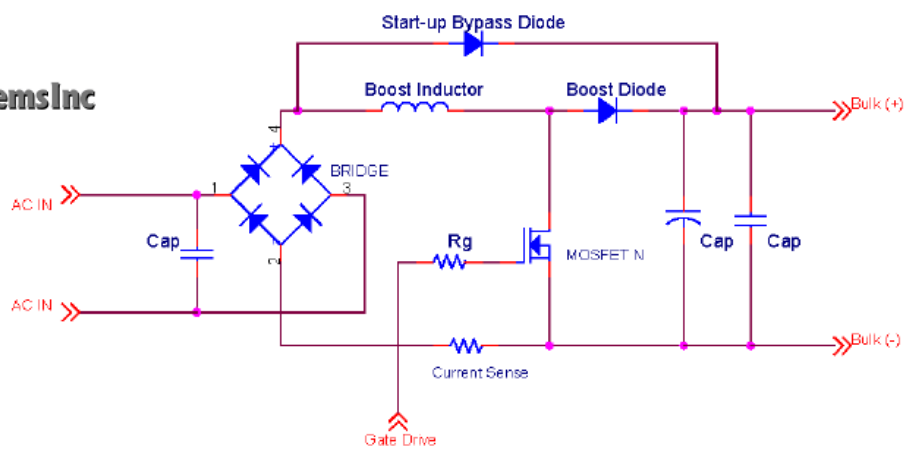 Start-up Bypass Diode
emsInc
Boost Inductor
Boost Diode
Bulk (+)
4
BRIDGE
1
3
AC IN
Cap
2
Rg
MOSFET N
Cap
Cap
AC IN
Bulk (-)
Current Sense
Gate Drive